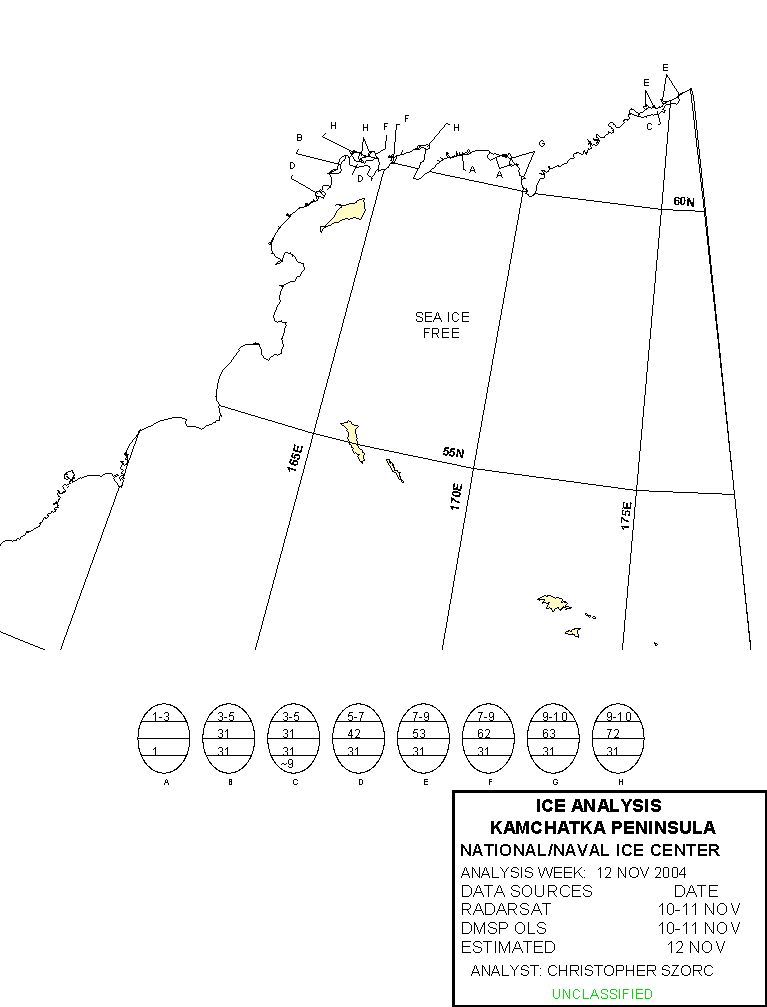 E
E
C
F
F
H
H
H
B
G
D
D
A
A
60N
SEA ICE
FREE
165E
55N
170E
175E
1-3 3-5 3-5 5-7 7-9 7-9 9-10 9-10
31 31 42 53 62 63 72
1 31 31 31 31 31 31 31
~9
A B C D E F G H
ICE ANALYSIS
KAMCHATKA PENINSULA
NATIONAL/NAVAL ICE CENTER
ANALYSIS WEEK: 12 NOV 2004
DATA SOURCES DATE
RADARSAT 10-11 NOV
DMSP OLS 10-11 NOV
ESTIMATED 12 NOV
ANALYST: CHRISTOPHER SZORC
UNCLASSIFIED